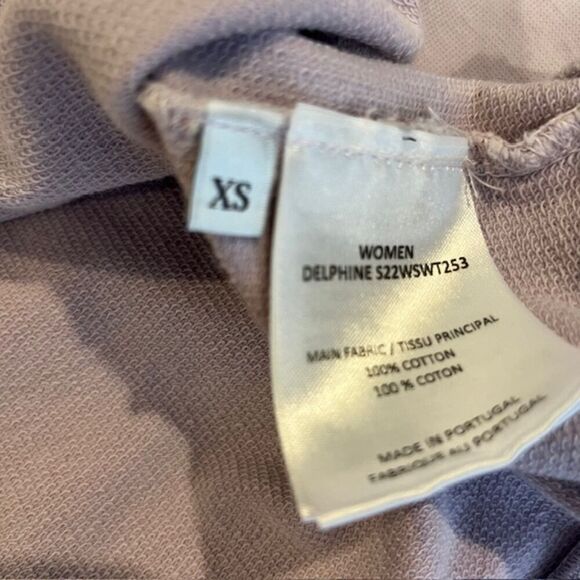 XS
WOMEN
DELPHINE S22WSWT253
MAIN FABRIC / TISSU PRINCIPAL
100% COTTON
100 % COTON
MADE IN PORTUGAL
FABRIQUE AU PORTUGAL